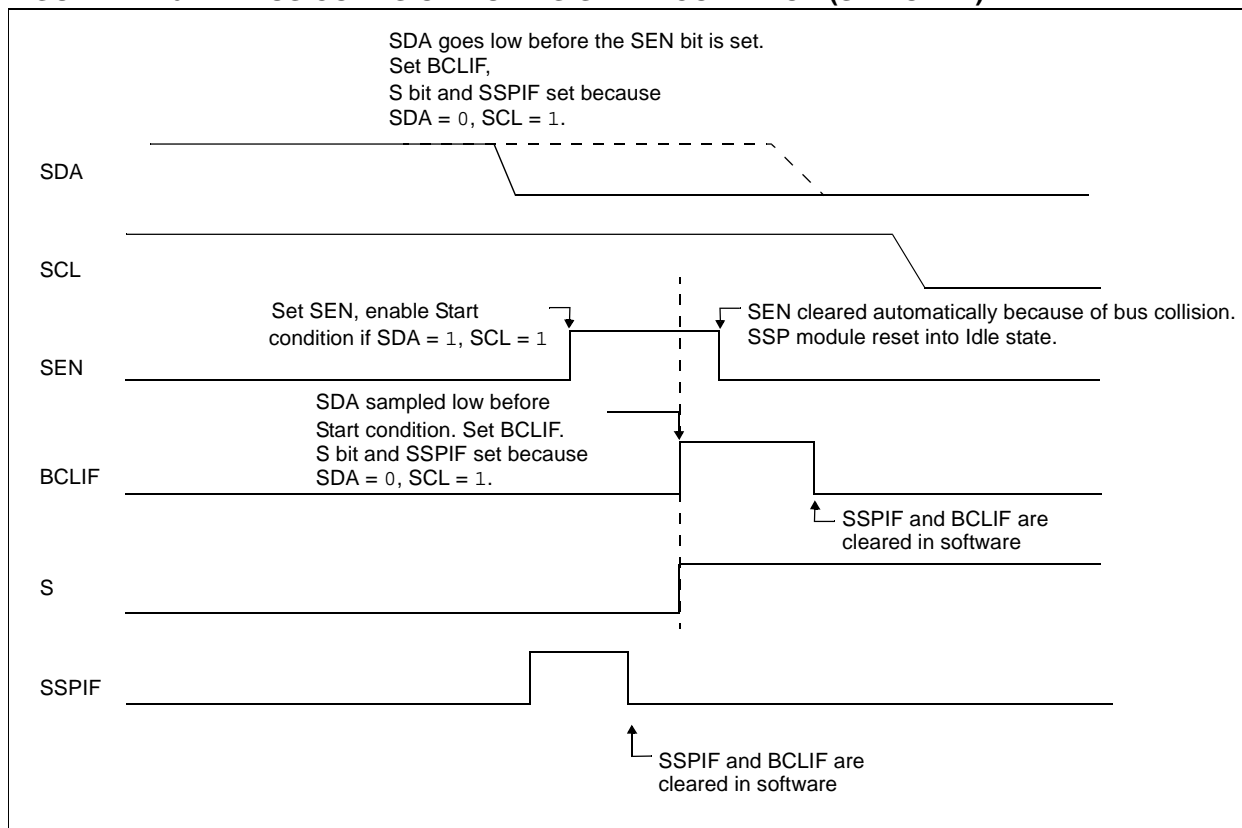 SDA goes low before the SEN bit is set.
Set BCLIF,
S bit and SSPIF set because
SDA = 0, SCL = 1.
SDA
SCL
Set SEN, enable Start
condition if SDA = 1, SCL = 1
SEN cleared automatically because of bus collision.
SSP module reset into Idle state.
SEN
SDA sampled low before
Start condition. Set BCLIF.
S bit and SSPIF set because
SDA = 0, SCL = 1.
BCLIF
SSPIF and BCLIF are
cleared in software
S
SSPIF
SSPIF and BCLIF are
cleared in software